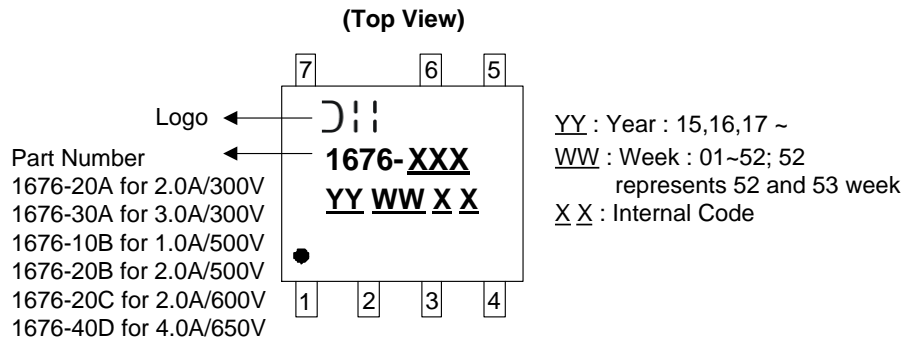 (Top View)
7 6 5
Logo
Part Number
1676-20A for 2.0A/300V
1676-30A for 3.0A/300V
1676-10B for 1.0A/500V
1676-20B for 2.0A/500V
1676-20C for 2.0A/600V
1676-40D for 4.0A/650V
1676-XXX
YY WW X X
1 2 3 4
YY : Year : 15,16,17 ~
WW : Week : 01~52; 52
represents 52 and 53 week
X X : Internal Code